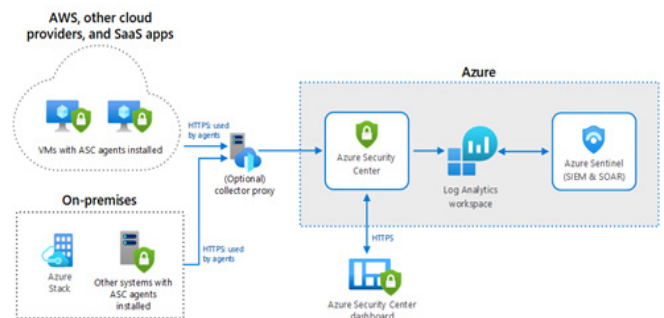 AWS, other cloud
providers, and SaaS apps
VMs with ASC agents installed
HTTPS: used
by agents
On-premises
Azure
Stack
Other systems with
ASC agents
installed
HTTPS: used
by agents
(Optional)
collector proxy
Azure
Azure Security
Center
Log Analytics
workspace
Azure Sentinel
(SIEM & SOAR)
HTTPS
Azure Security Center
dashboard